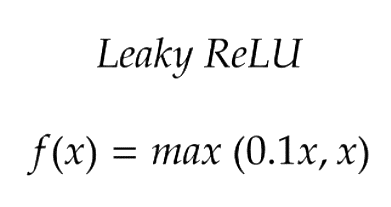 Leaky ReLU
f(x) = max (0.1x, x)